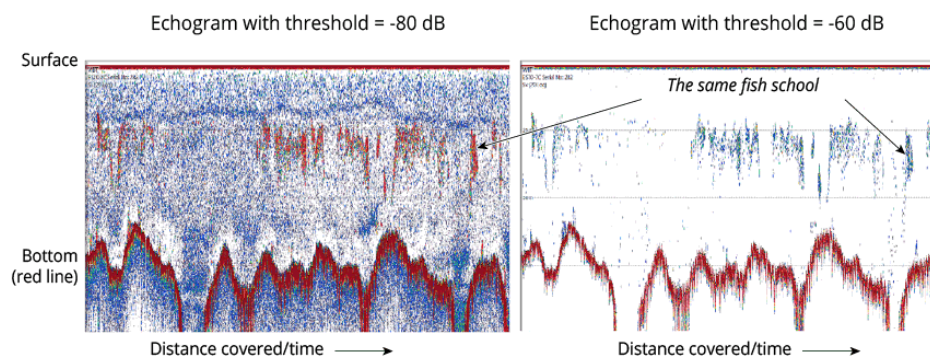 Echogram with threshold = -80 dB
Echogram with threshold = -60 dB
Surface
The same fish school
Bottom
(red line)
Distance covered/time
Distance covered/time